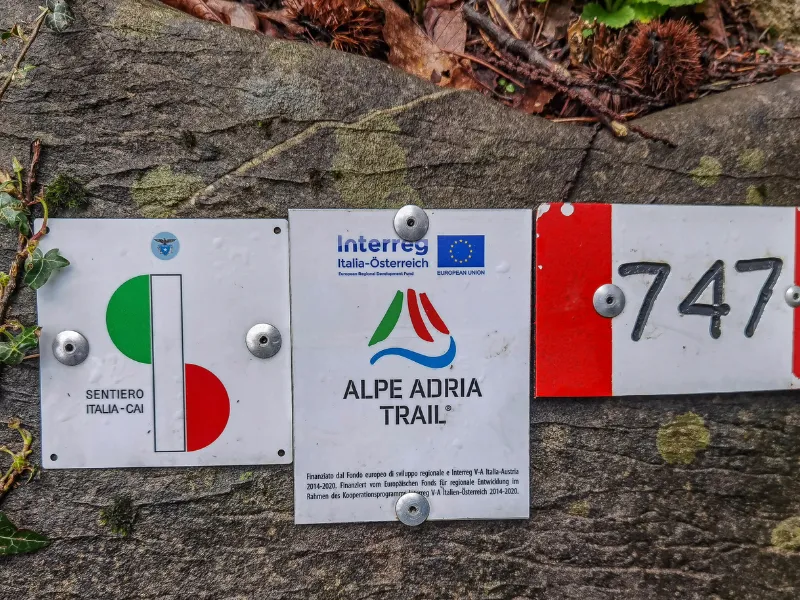 SENTIERO
ITALIA-CAI
Interreg
Italia-Österreich
European Regional Development Fund
EUROPEAN UNION
ALPE ADRIA
TRAIL®
Finanziato dal Fondo europeo di sviluppo regionale e Interreg V-A Italia-Austria
2014-2020. Finanziert vom Europäischen Fonds für regionale Entwicklung im
Rahmen des Kooperationsprogramms Interreg V-A Italien-Österreich 2014-2020.
747